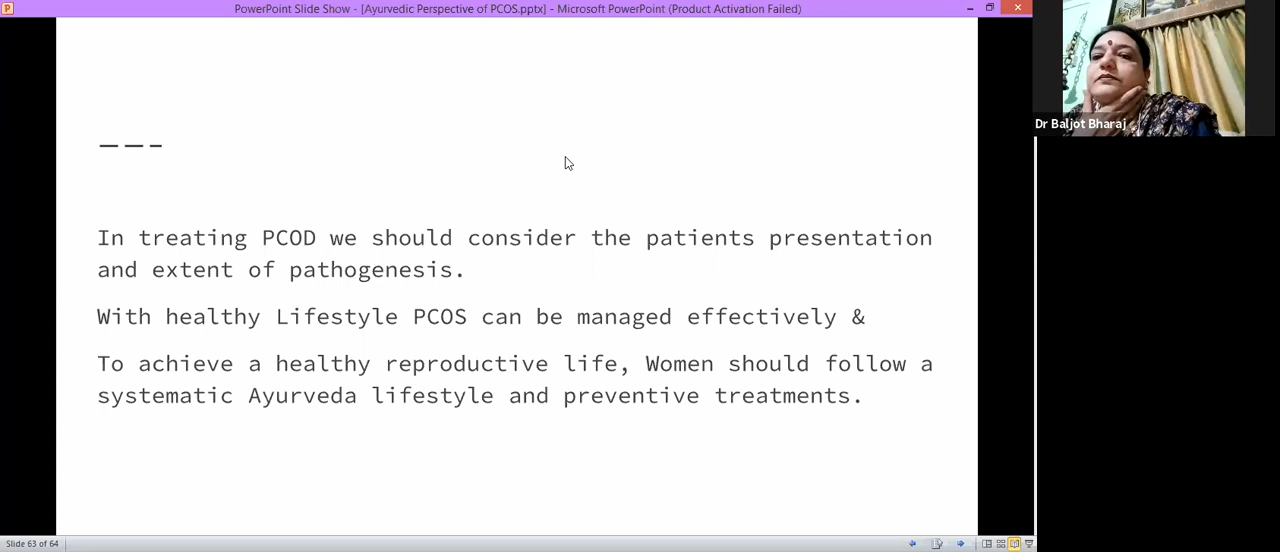 PowerPoint Slide Show - [Ayurvedic Perspective of PCOS.pptx] - Microsoft PowerPoint (Product Activation Failed)
Dr Baljot Bharaj
In treating PCOD we should consider the patients presentation
and extent of pathogenesis.
With healthy Lifestyle PCOS can be managed effectively &
To achieve a healthy reproductive life, Women should follow a
systematic Ayurveda lifestyle and preventive treatments.
Slide 63 of 64